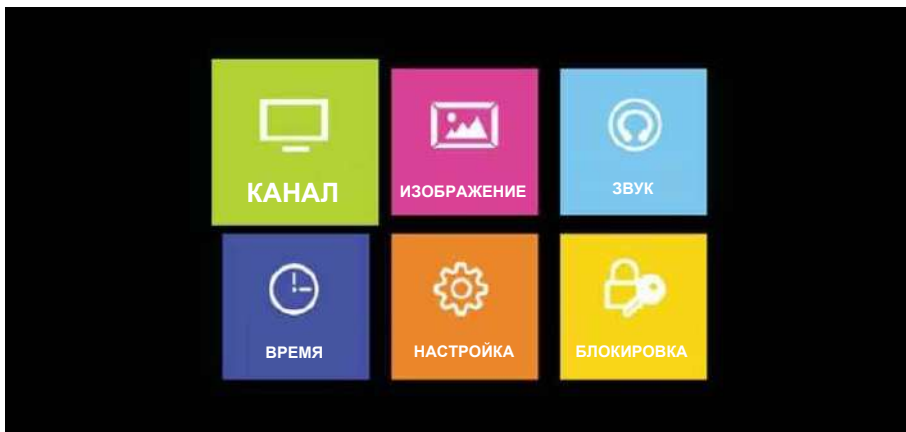 КАНАЛ
ИЗОБРАЖЕНИЕ
ЗВУК
ВРЕМЯ
НАСТРОЙКА
БЛОКИРОВКА